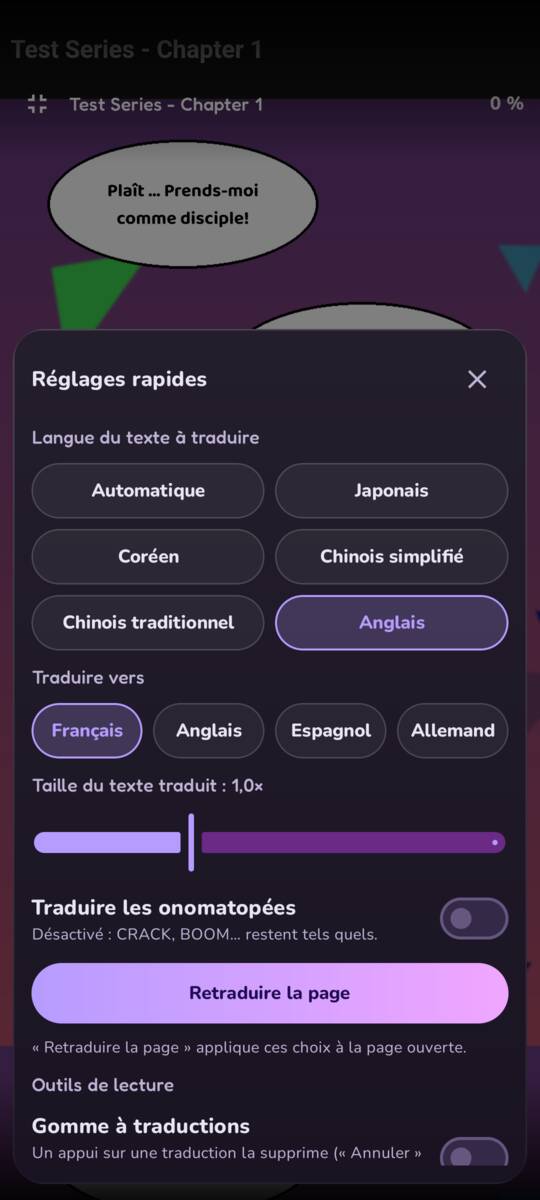 Test Series - Chapter 1
Test Series - Chapter 1
0 %
Plaît ... Prends-moi
comme disciple!
Réglages rapides
Langue du texte à traduire
Automatique
Japonais
Coréen
Chinois simplifié
Chinois traditionnel
Anglais
Traduire vers
Français
Anglais
Espagnol
Allemand
Taille du texte traduit : 1,0×
Traduire les onomatopées
Désactivé : CRACK, BOOM… restent tels quels.
Retraduire la page
« Retraduire la page » applique ces choix à la page ouverte.
Outils de lecture
Gomme à traductions
Un appui sur une traduction la supprime (« Annuler »